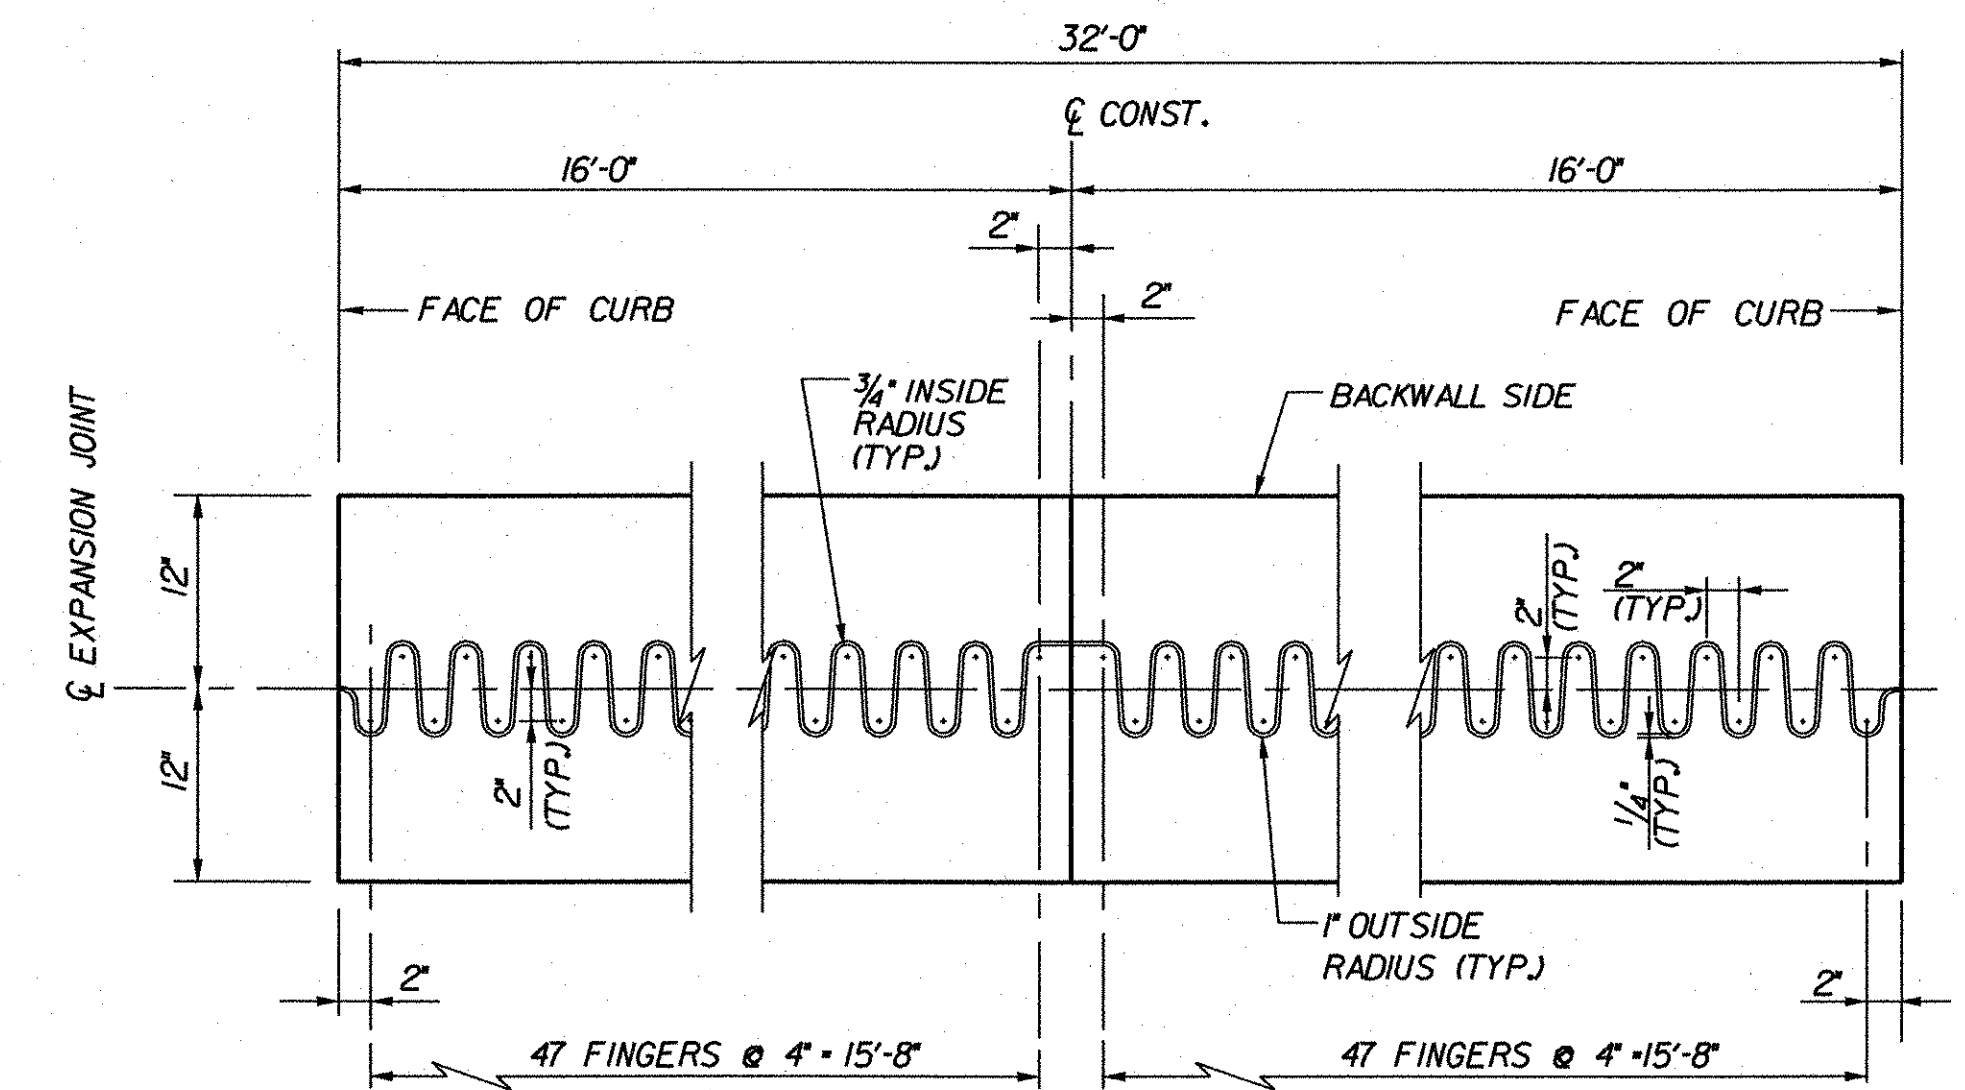 32'-0"
℄ CONST.
16'-0"
16'-0"
2"
2"
FACE OF CURB
FACE OF CURB
3/4" INSIDE
RADIUS
(TYP.)
BACKWALL SIDE
℄ EXPANSION JOINT
12"
12"
2"
(TYP.)
2"
(TYP.)
2"
(TYP.)
1/4"
(TYP.)
1" OUTSIDE
RADIUS (TYP.)
2"
2"
47 FINGERS @ 4" = 15'-8"
47 FINGERS @ 4" = 15'-8"